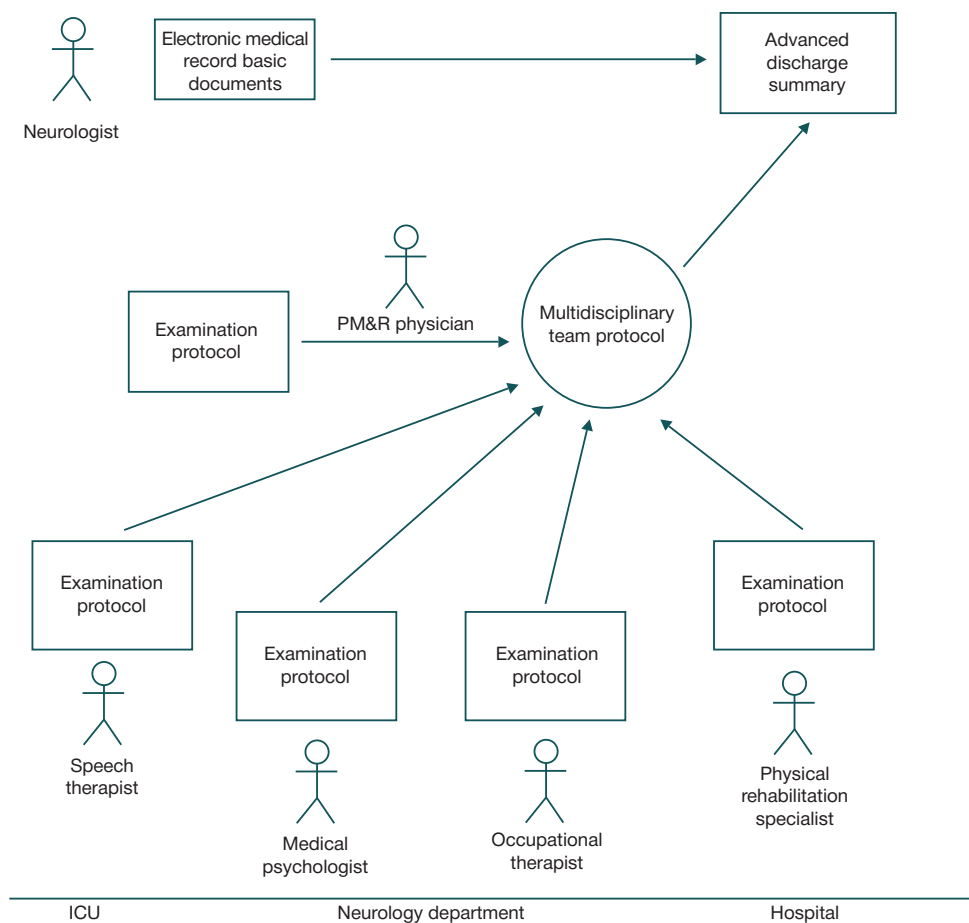 Neurologist
Electronic medical
record basic
documents
Advanced
discharge
summary
Examination
protocol
PM&R physician
Multidisciplinary
team protocol
Examination
protocol
Speech
therapist
Examination
protocol
Medical
psychologist
Examination
protocol
Occupational
therapist
Examination
protocol
Physical
rehabilitation
specialist
ICU
Neurology department
Hospital